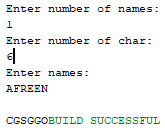 Enter number of names:
1
Enter number of char:
6
Enter names:
AFREEN

CGSGGOBUILD SUCCESSFUL